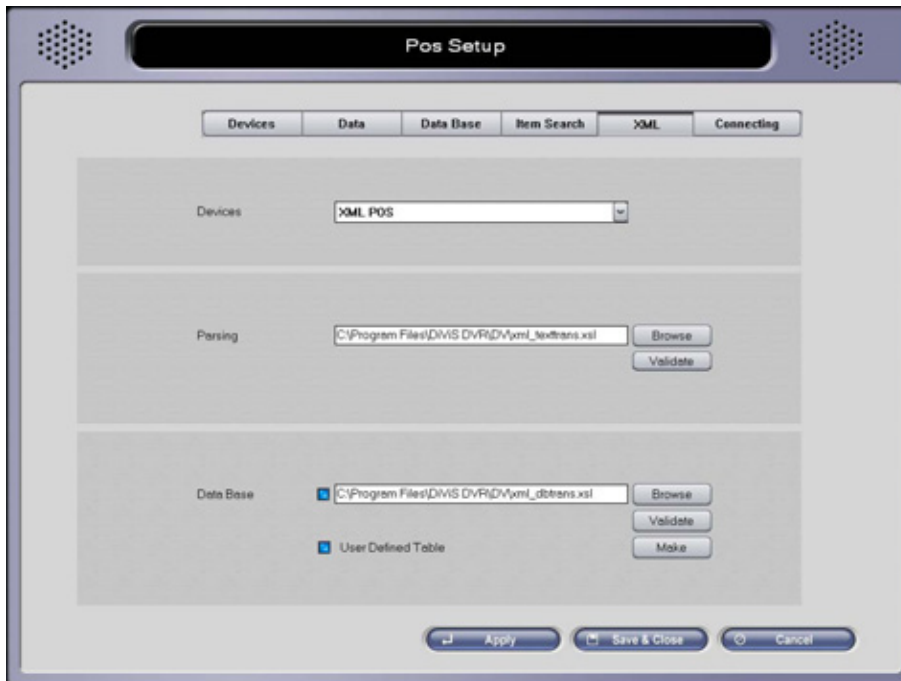 Pos Setup
Devices Data Data Base Item Search XML Connecting
Devices XML POS
Parsing C:\Program Files\DiViS DVR\DV\xml_texttrans.xsl Browse
Validate
Data Base C:\Program Files\DiViS DVR\DV\xml_dbtrans.xsl Browse
Validate
User Defined Table Make
Apply Save & Close Cancel